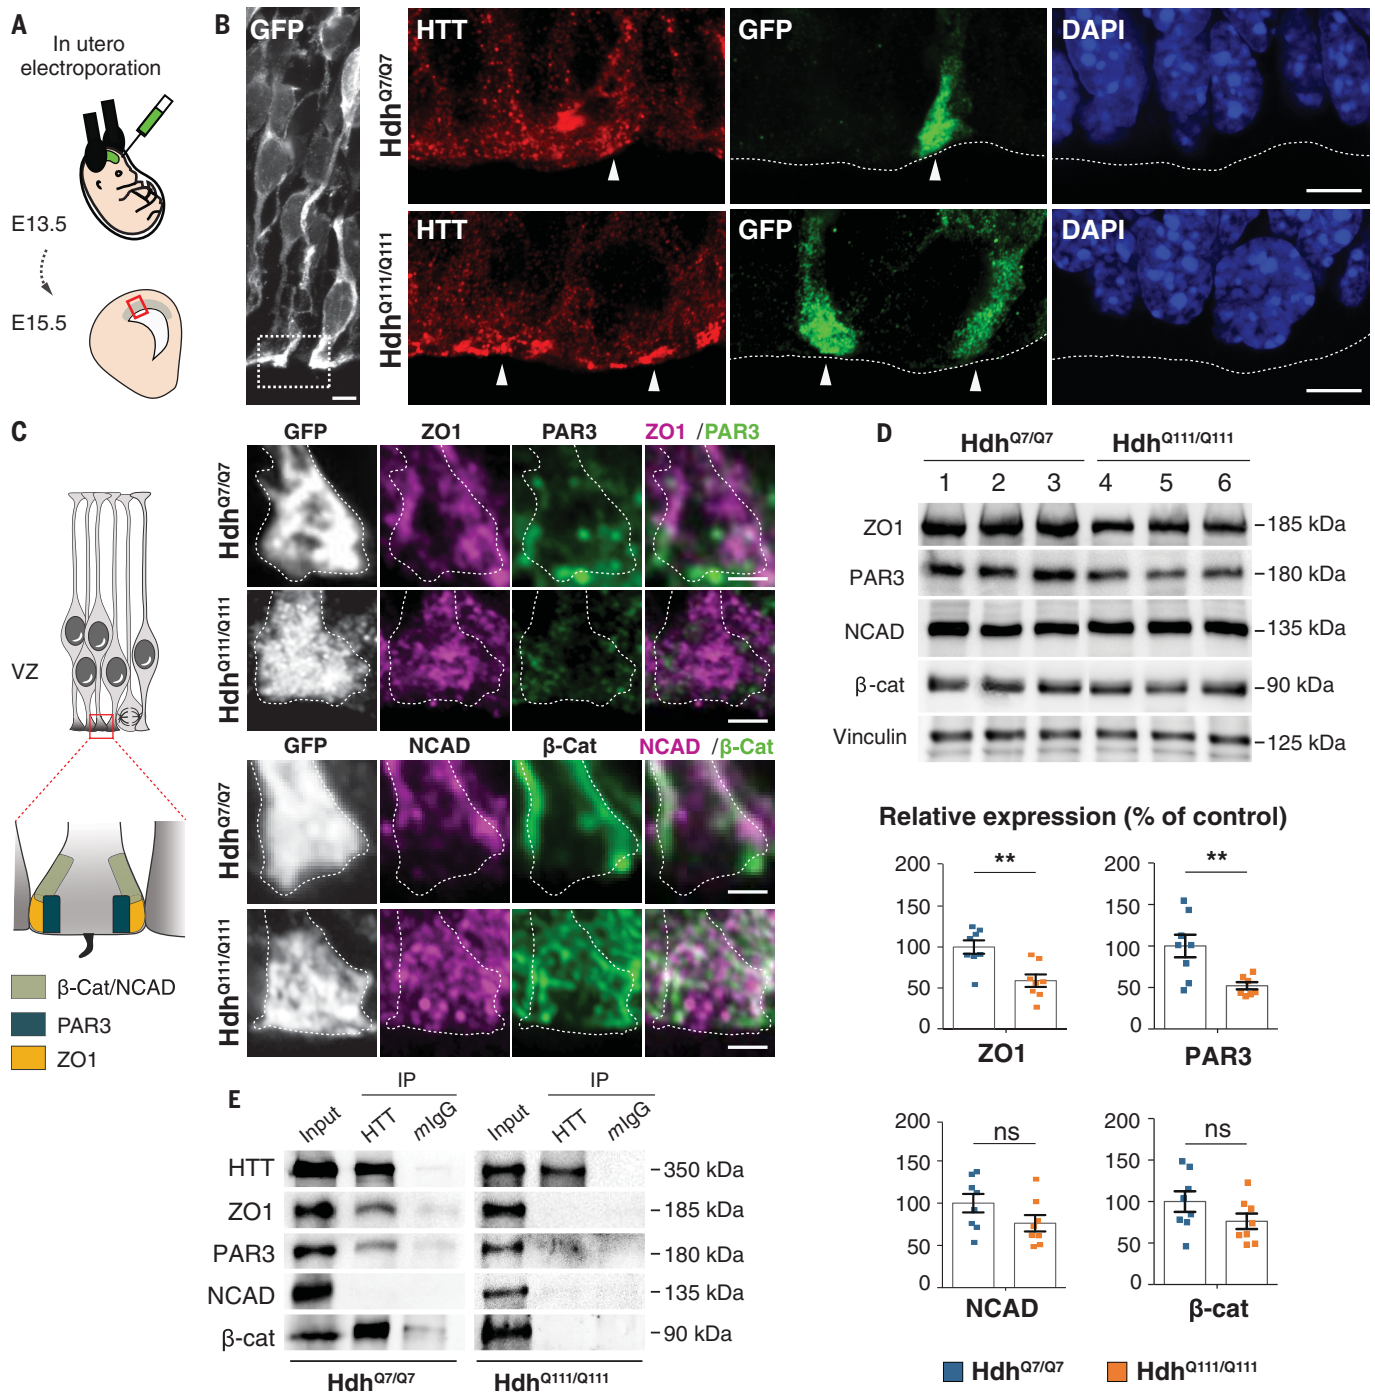 A
In utero
electroporation
E13.5
E15.5
B
GFP
Hdh^Q7/Q7
HTT
GFP
DAPI
Hdh^Q111/Q111
HTT
GFP
DAPI
C
VZ
β-Cat/NCAD
PAR3
ZO1
GFP ZO1 PAR3 ZO1 /PAR3
Hdh^Q7/Q7
Hdh^Q111/Q111
GFP NCAD β-Cat NCAD /β-Cat
Hdh^Q7/Q7
Hdh^Q111/Q111
D
Hdh^Q7/Q7 Hdh^Q111/Q111
1 2 3 4 5 6
ZO1 -185 kDa
PAR3 -180 kDa
NCAD -135 kDa
β-cat -90 kDa
Vinculin -125 kDa
Relative expression (% of control)
200
150
100
50
0
**
ZO1
200
150
100
50
0
**
PAR3
200
150
100
50
0
ns
NCAD
200
150
100
50
0
ns
β-cat
Hdh^Q7/Q7 Hdh^Q111/Q111
E
IP IP
Input HTT mIgG Input HTT mIgG
HTT -350 kDa
ZO1 -185 kDa
PAR3 -180 kDa
NCAD -135 kDa
β-cat -90 kDa
Hdh^Q7/Q7 Hdh^Q111/Q111